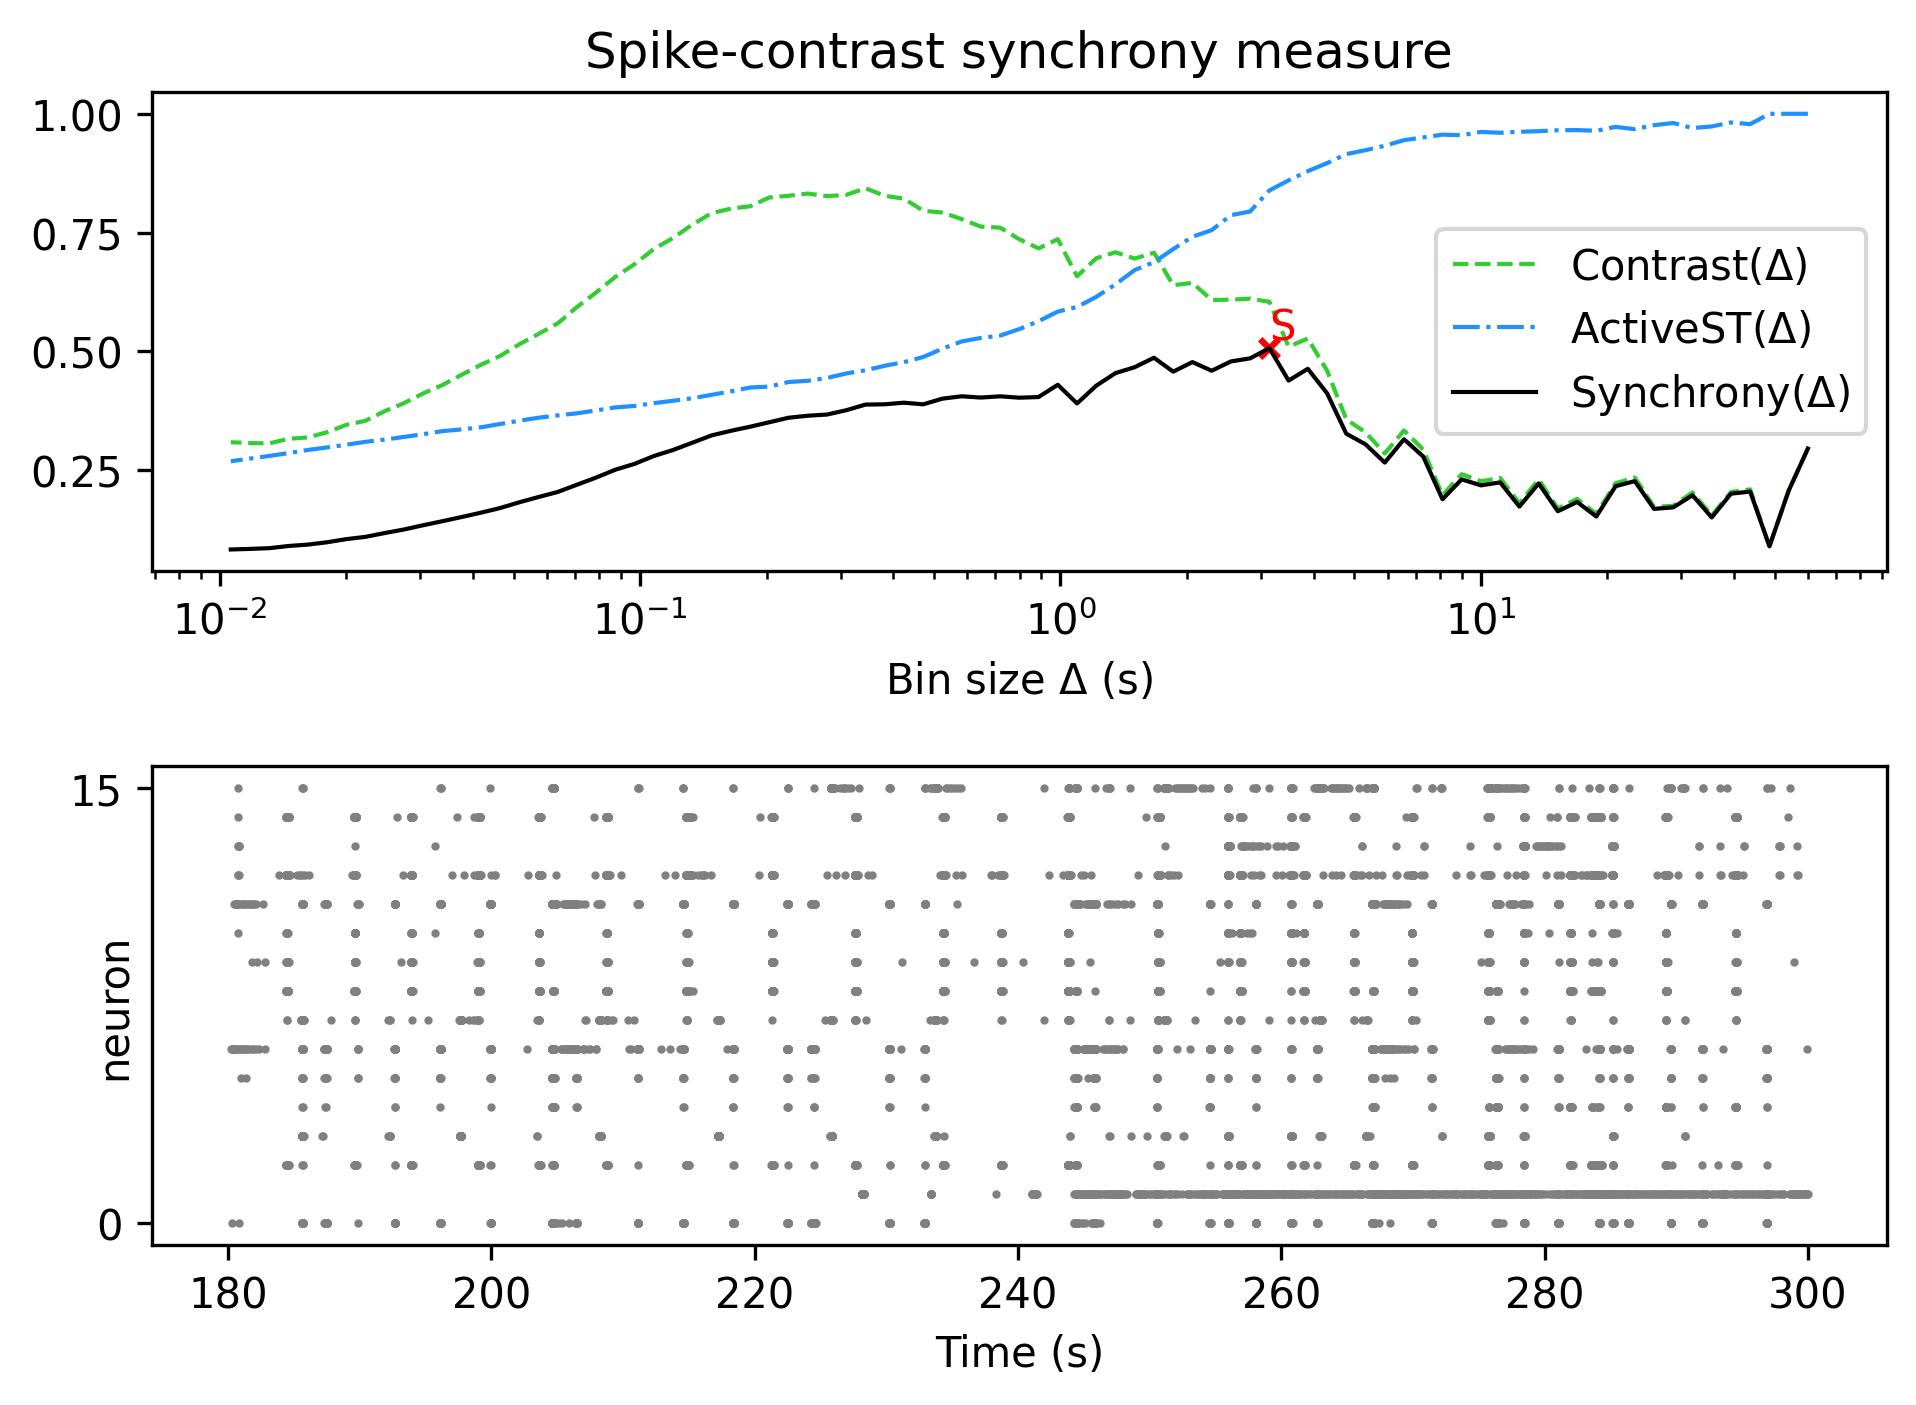 Spike-contrast synchrony measure
1.00
0.75
0.50
0.25
S
Contrast(Δ)
ActiveST(Δ)
Synchrony(Δ)
10⁻² 10⁻¹ 10⁰ 10¹
Bin size Δ (s)
15
neuron
0
180 200 220 240 260 280 300
Time (s)